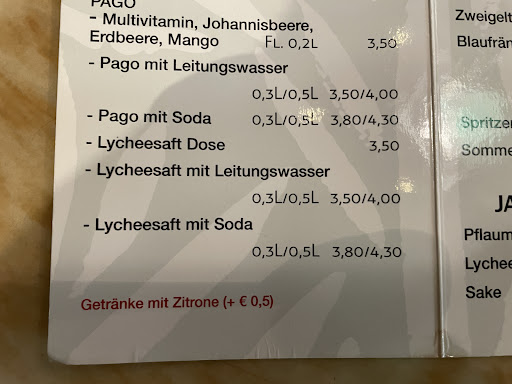 PAGO
- Multivitamin, Johannisbeere,
Erdbeere, Mango FL. 0,2L 3,50
- Pago mit Leitungswasser
0,3L/0,5L 3,50/4,00
- Pago mit Soda 0,3L/0,5L 3,80/4,30
- Lycheesaft Dose 3,50
- Lycheesaft mit Leitungswasser
0,3L/0,5L 3,50/4,00
- Lycheesaft mit Soda
0,3L/0,5L 3,80/4,30
Getränke mit Zitrone (+ € 0,5)
Zweigelt
Blaufrän
Spritzer
Somme
JA
Pflaum
Lychee
Sake